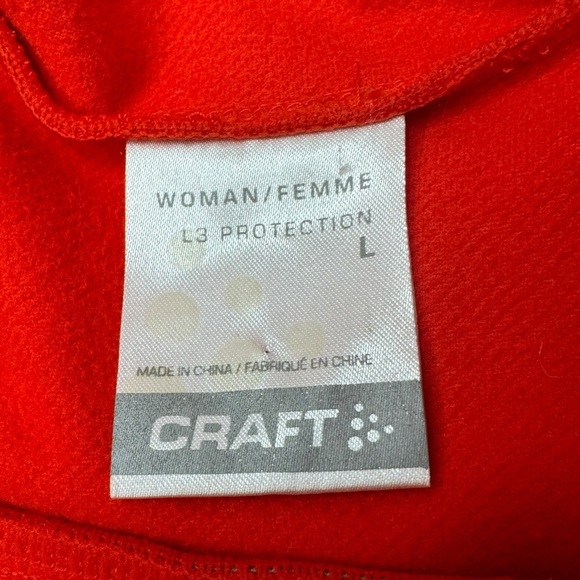 WOMAN/FEMME
L3 PROTECTION
L
MADE IN CHINA / FABRIQUÉ EN CHINE
CRAFT